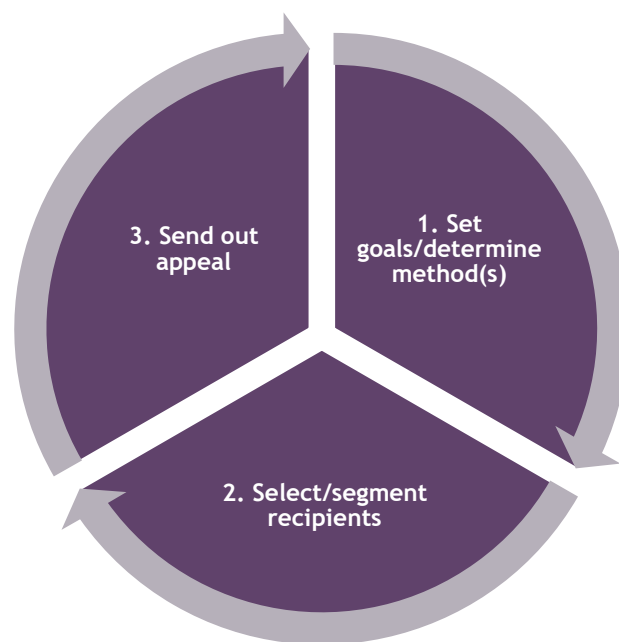 1. Set
goals/determine
method(s)
2. Select/segment
recipients
3. Send out
appeal